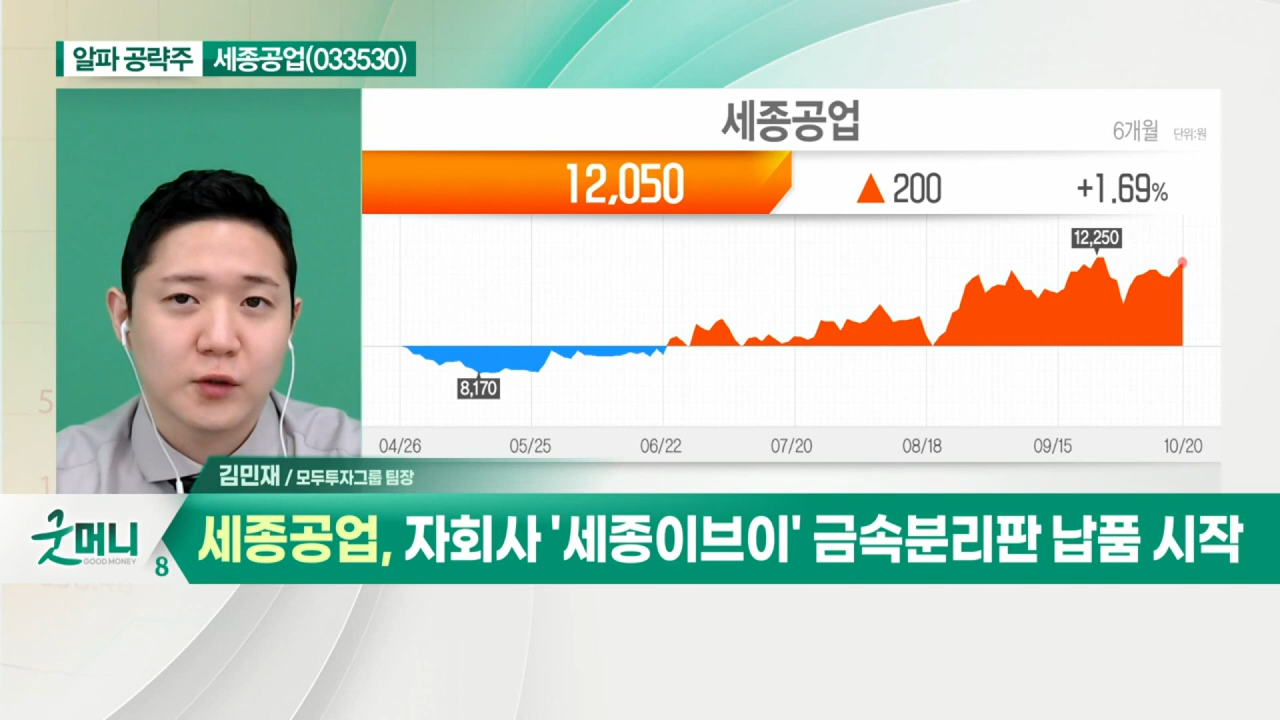 알파 공략주 세종공업(033530)
세종공업
6개월 단위:원
12,050 ▲200 +1.69%
12,250
8,170
04/26 05/25 06/22 07/20 08/18 09/15 10/20
김민재 / 모두투자그룹 팀장
굿머니
GOOD MONEY
8
세종공업, 자회사 '세종이브이' 금속분리판 납품 시작